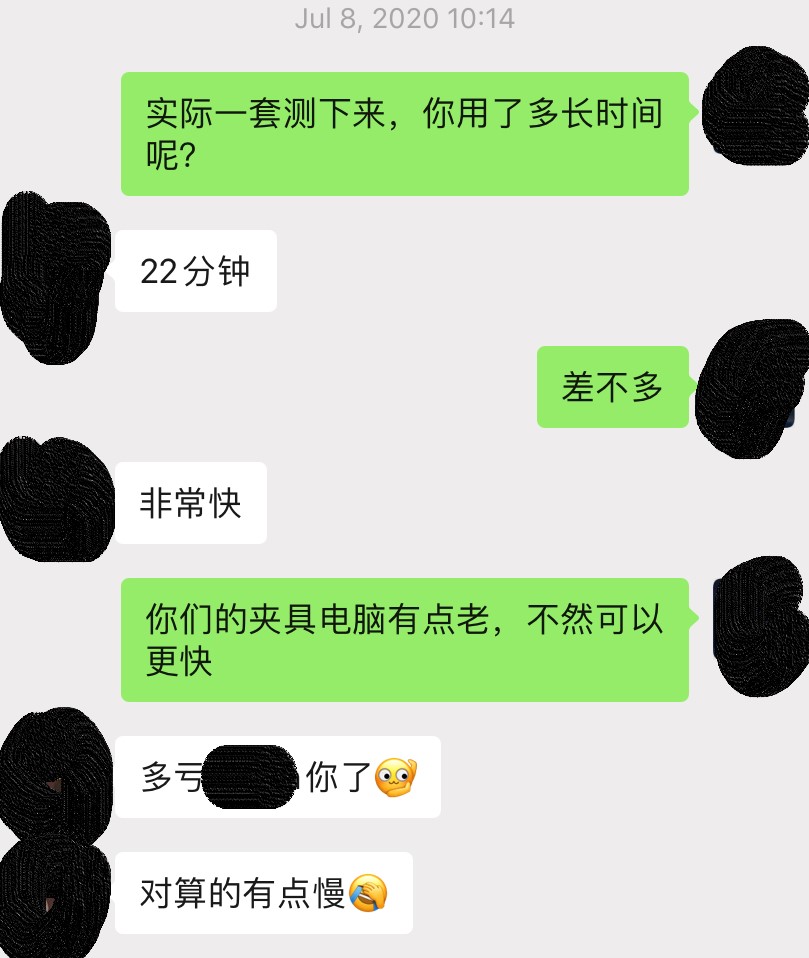 Jul 8, 2020 10:14
实际一套测下来，你用了多长时间
呢？
22分钟
差不多
非常快
你们的夹具电脑有点老，不然可以
更快
多亏你了🫣
对算的有点慢🤦